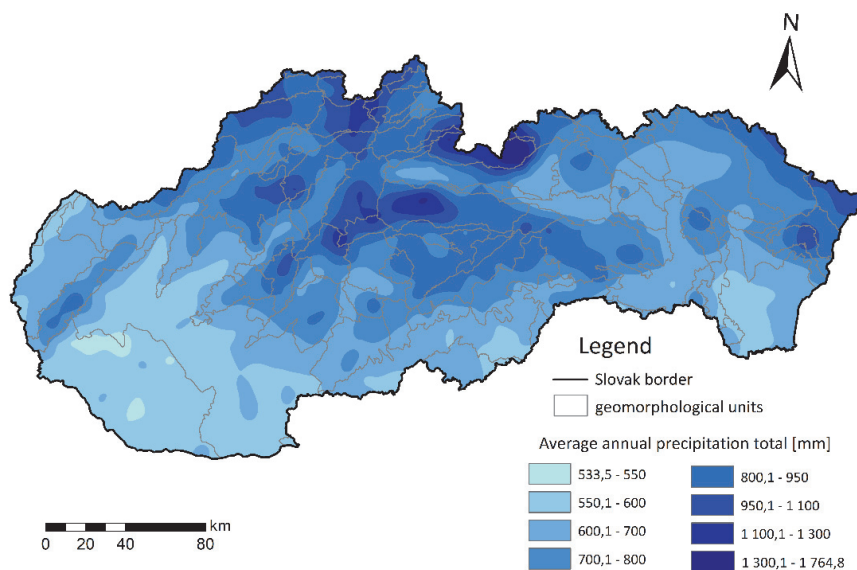 N
Legend
Slovak border
geomorphological units
Average annual precipitation total [mm]
533,5 - 550
550,1 - 600
600,1 - 700
700,1 - 800
800,1 - 950
950,1 - 1 100
1 100,1 - 1 300
1 300,1 - 1 764,8
km
0 20 40 80